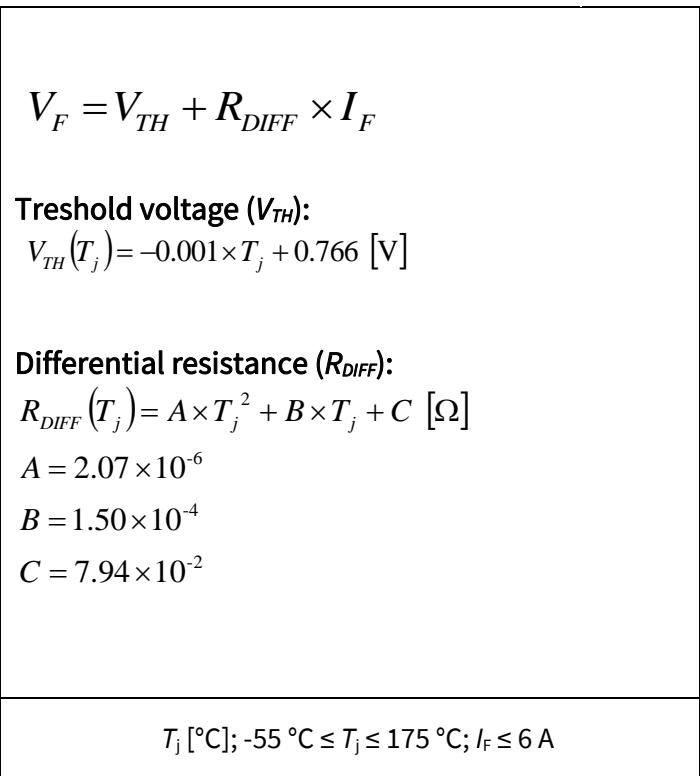 V_F = V_TH + R_DIFF × I_F
Treshold voltage (V_TH):
V_TH(T_j) = −0.001 × T_j + 0.766 [V]
Differential resistance (R_DIFF):
R_DIFF(T_j) = A × T_j² + B × T_j + C [Ω]
A = 2.07 × 10⁻⁶
B = 1.50 × 10⁻⁴
C = 7.94 × 10⁻²
T_j [°C]; -55 °C ≤ T_j ≤ 175 °C; I_F ≤ 6 A